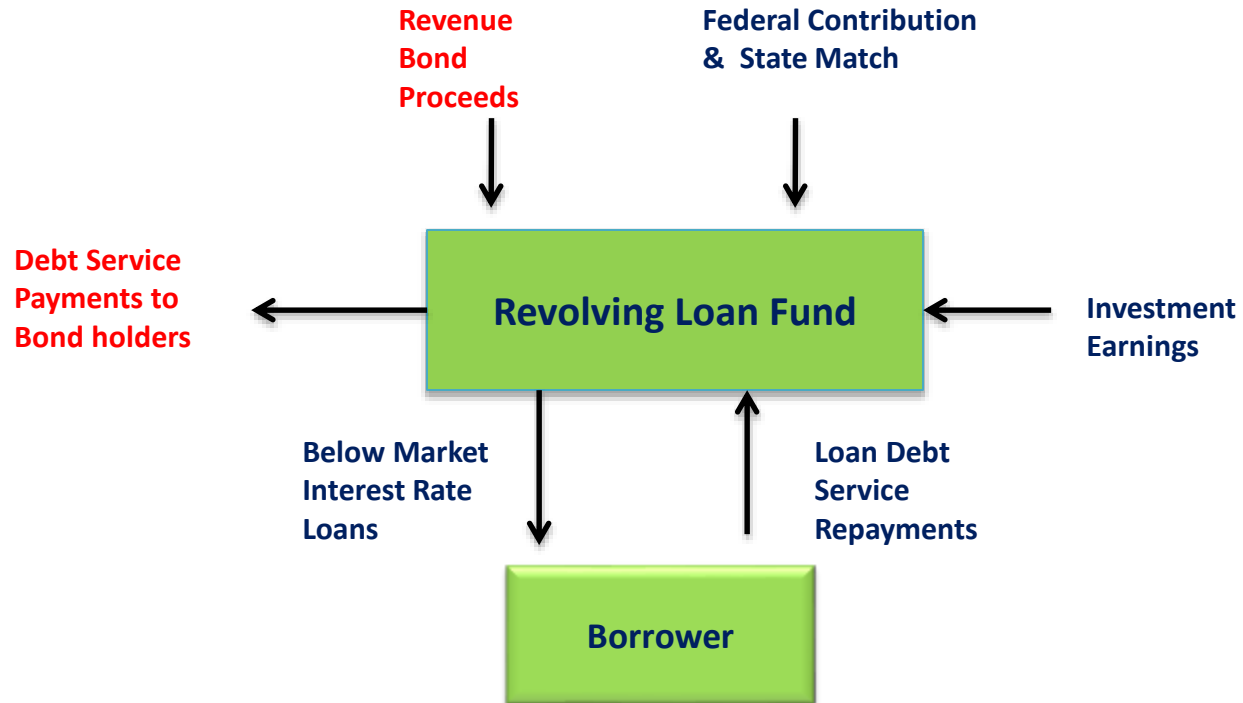 Revenue
Bond
Proceeds
Federal Contribution
& State Match
Debt Service
Payments to
Bond holders
Revolving Loan Fund
Investment
Earnings
Below Market
Interest Rate
Loans
Loan Debt
Service
Repayments
Borrower